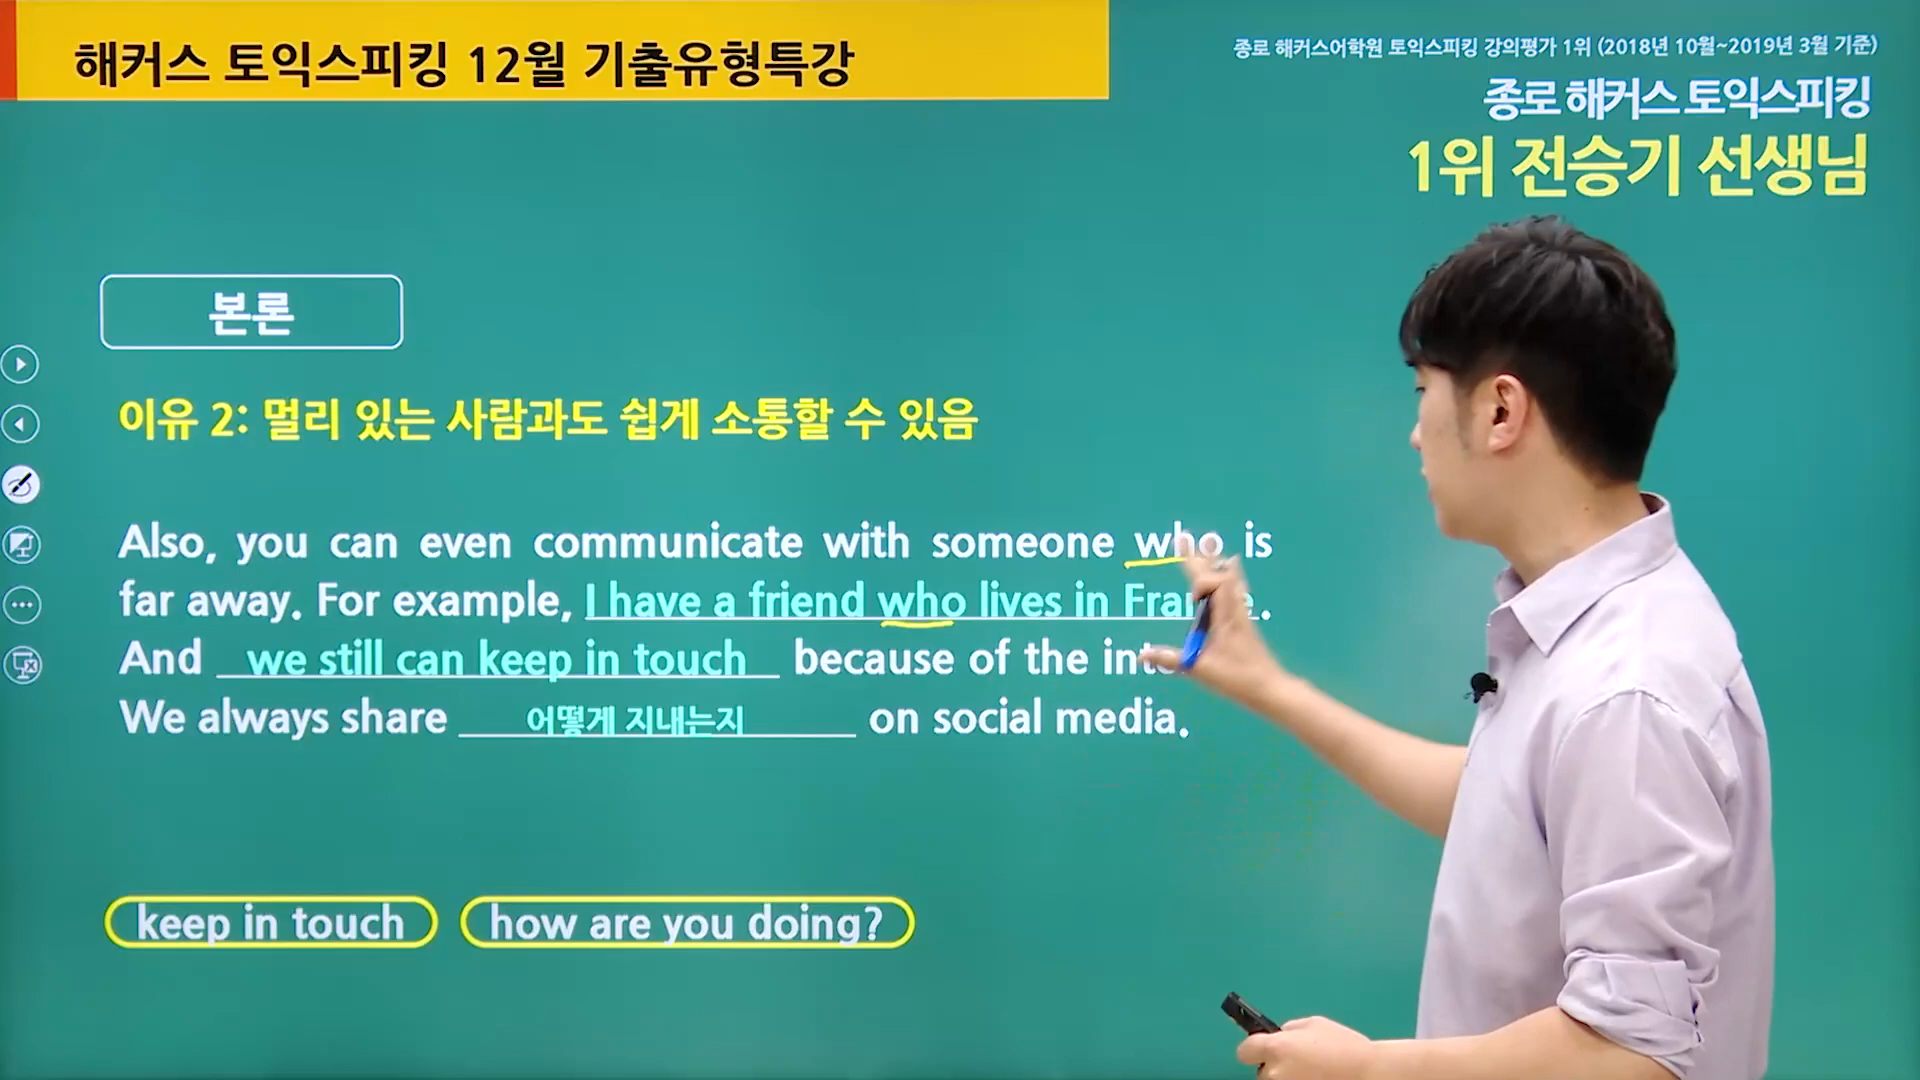 해커스 토익스피킹 12월 기출유형특강
종로 해커스어학원 토익스피킹 강의평가 1위 (2018년 10월~2019년 3월 기준)
종로 해커스 토익스피킹
1위 전승기 선생님
본론
이유 2: 멀리 있는 사람과도 쉽게 소통할 수 있음
Also, you can even communicate with someone who is
far away. For example, I have a friend who lives in France.
And we still can keep in touch because of the
We always share 어떻게 지내는지 on social media.
keep in touch how are you doing?